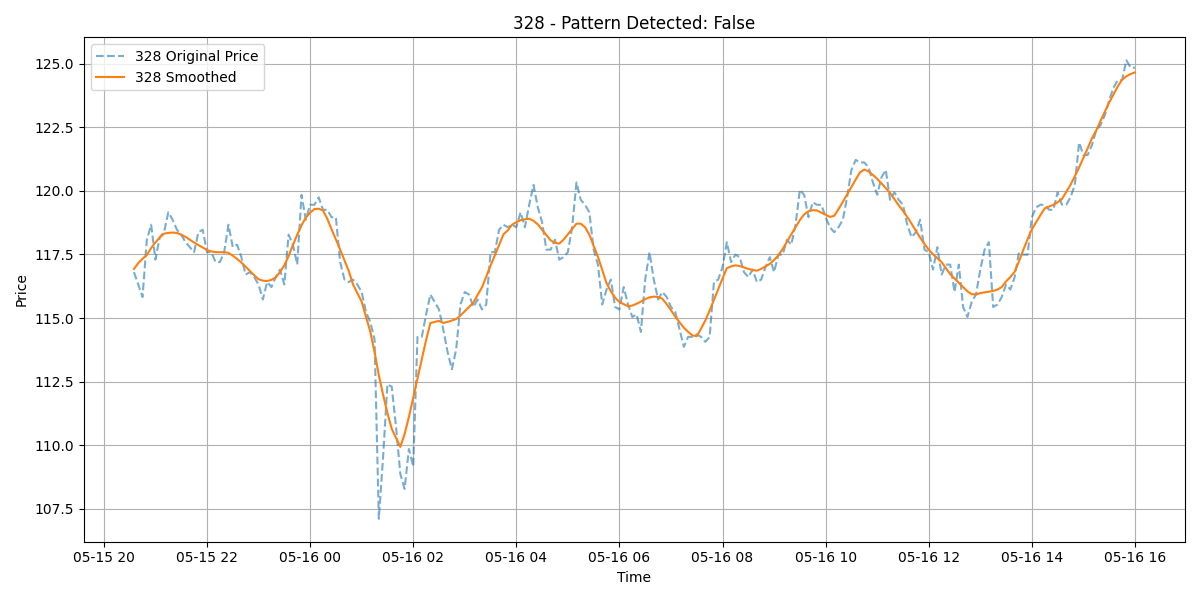 328 - Pattern Detected: False
328 Original Price
328 Smoothed
125.0
122.5
120.0
117.5
115.0
112.5
110.0
107.5
Price
05-15 20 05-15 22 05-16 00 05-16 02 05-16 04 05-16 06 05-16 08 05-16 10 05-16 12 05-16 14 05-16 16
Time